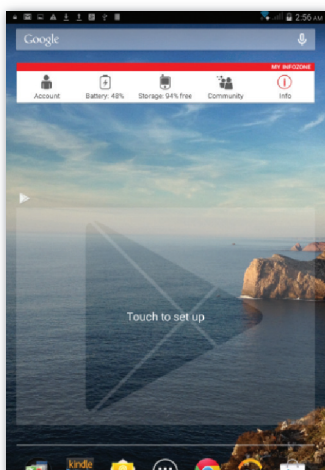 2:56 AM
Google
MY INFOZONE
Account
Battery: 48%
Storage: 94% free
Community
Info
Touch to set up
kindle